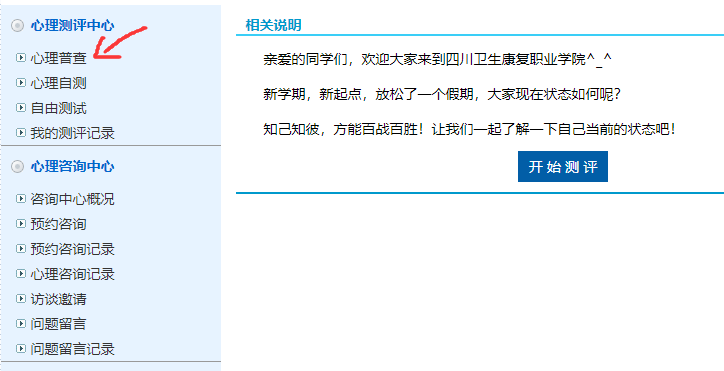 心理测评中心
心理普查
心理自测
自由测试
我的测评记录
心理咨询中心
咨询中心概况
预约咨询
预约咨询记录
心理咨询记录
访谈邀请
问题留言
问题留言记录
相关说明
亲爱的同学们，欢迎大家来到四川卫生康复职业学院^_^
新学期，新起点，放松了一个假期，大家现在状态如何呢？
知己知彼，方能百战百胜！让我们一起了解一下自己当前的状态吧！
开始测评